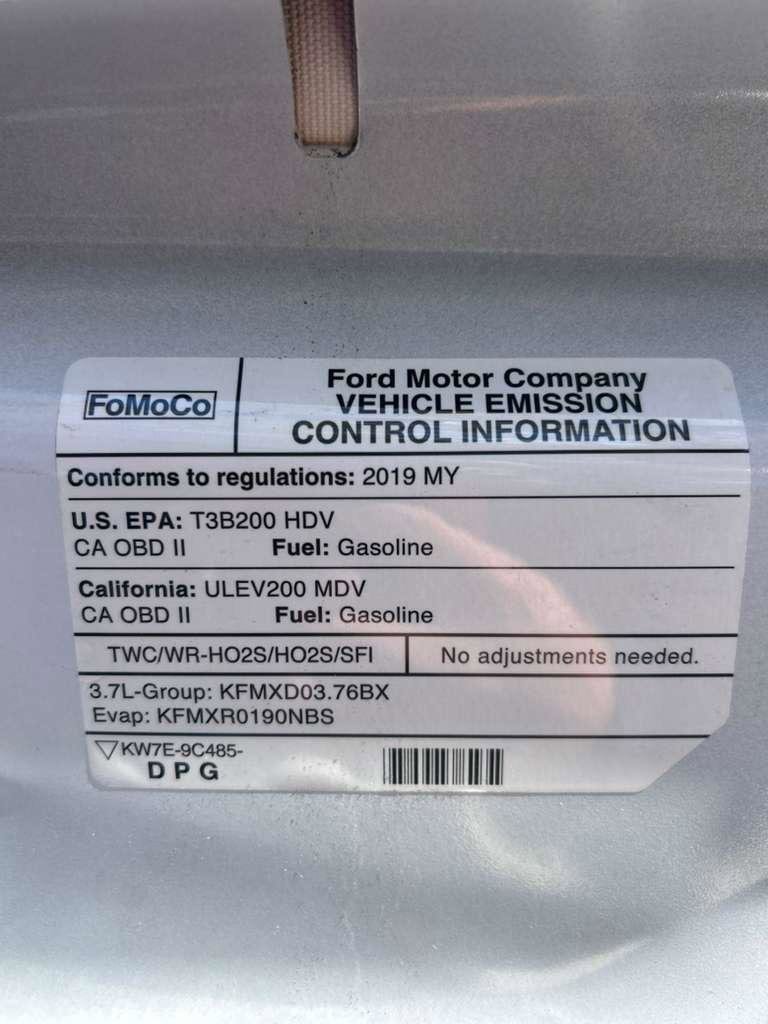 FoMoCo
Ford Motor Company
VEHICLE EMISSION
CONTROL INFORMATION
Conforms to regulations: 2019 MY
U.S. EPA: T3B200 HDV
CA OBD II Fuel: Gasoline
California: ULEV200 MDV
CA OBD II Fuel: Gasoline
TWC/WR-HO2S/HO2S/SFI
No adjustments needed.
3.7L-Group: KFMXD03.76BX
Evap: KFMXR0190NBS
KW7E-9C485-
D P G